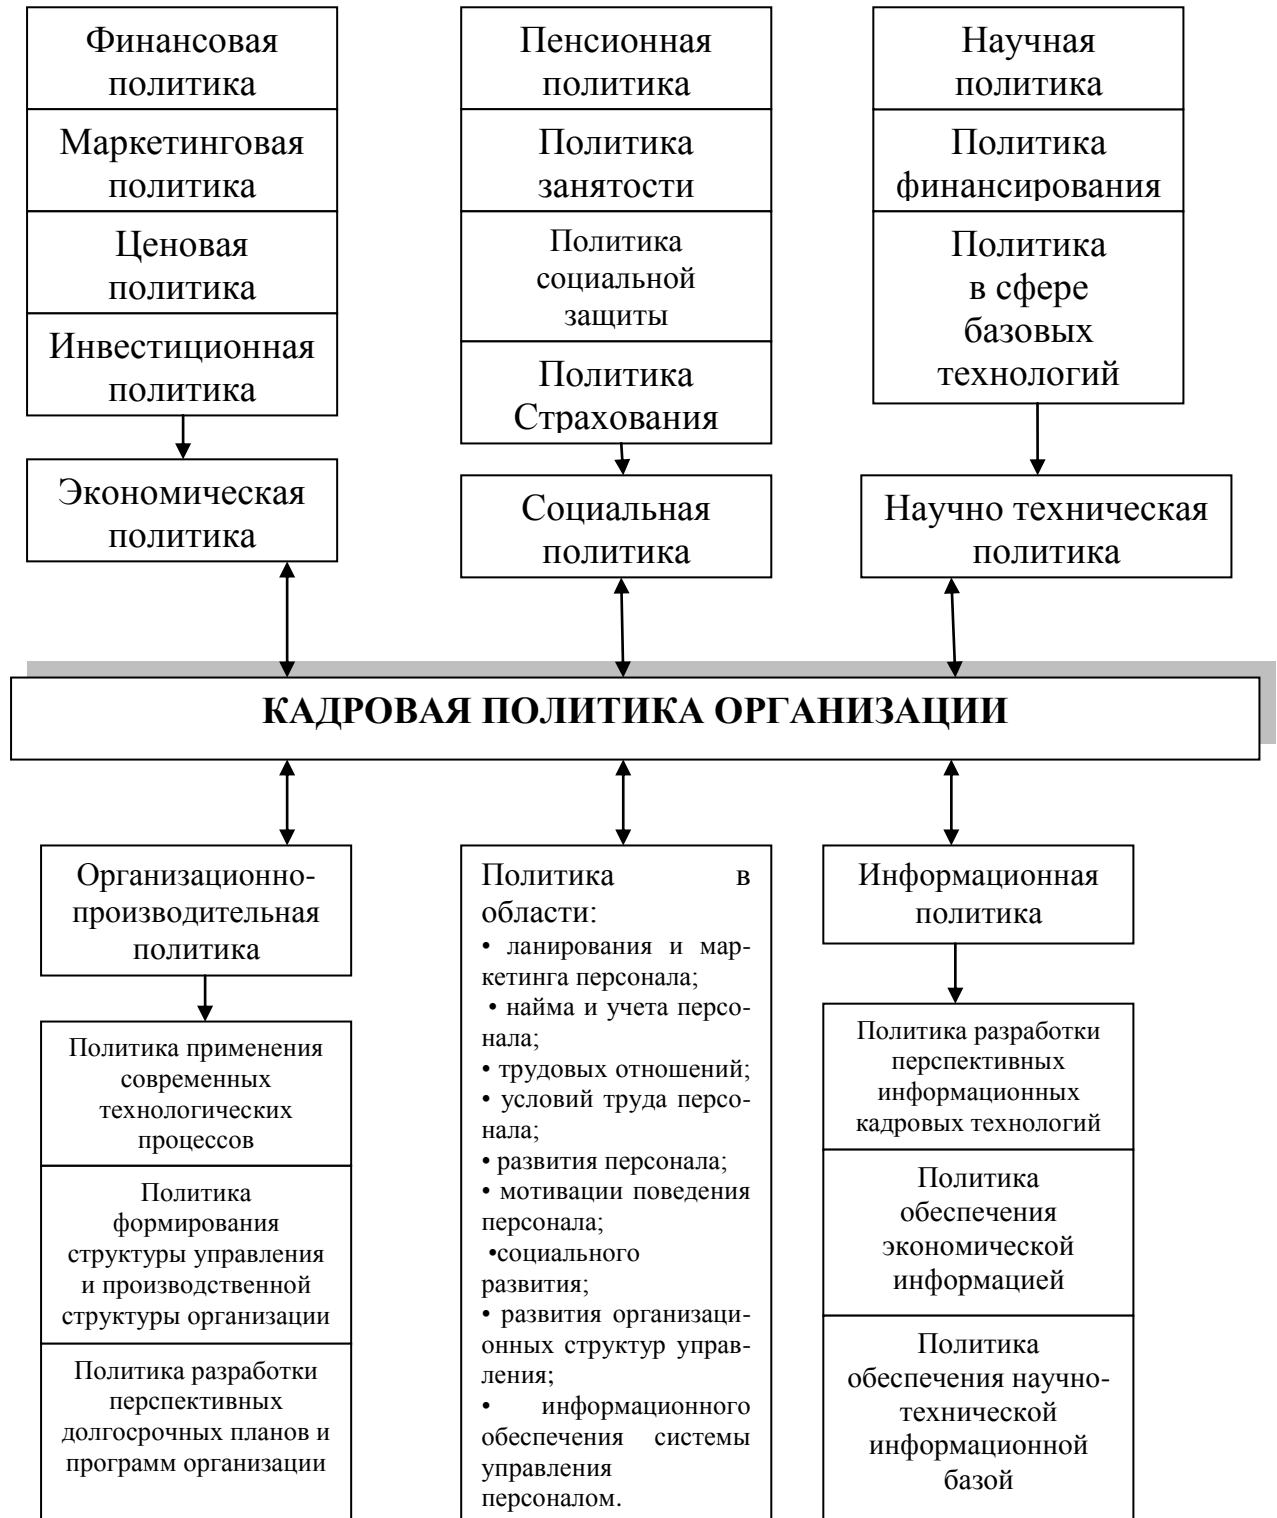 Финансовая
политика
Маркетинговая
политика
Ценовая
политика
Инвестиционная
политика
Экономическая
политика
Пенсионная
политика
Политика
занятости
Политика
социальной
защиты
Политика
Страхования
Социальная
политика
Научная
политика
Политика
финансирования
Политика
в сфере
базовых
технологий
Научно техническая
политика
КАДРОВАЯ ПОЛИТИКА ОРГАНИЗАЦИИ
Организационно-
производительная
политика
Политика применения
современных
технологических
процессов
Политика
формирования
структуры управления
и производственной
структуры организации
Политика разработки
перспективных
долгосрочных планов и
программ организации
Политика в
области:
• ланирования и мар-
кетинга персонала;
• найма и учета персо-
нала;
• трудовых отношений;
• условий труда персо-
нала;
• развития персонала;
• мотивации поведения
персонала;
•социального
развития;
• развития организаци-
онных структур управ-
ления;
• информационного
обеспечения системы
управления
персоналом.
Информационная
политика
Политика разработки
перспективных
информационных
кадровых технологий
Политика
обеспечения
экономической
информацией
Политика
обеспечения научно-
технической
информационной
базой